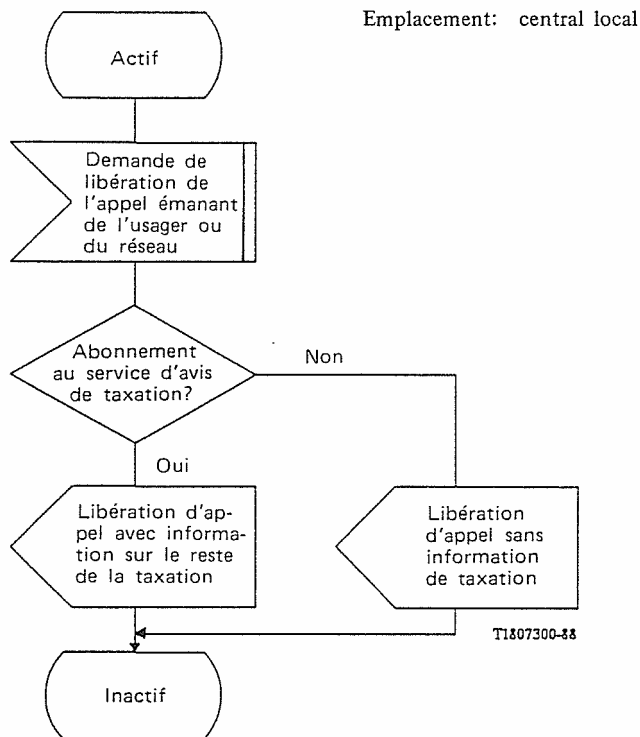 Emplacement: central local
Actif
Demande de
libération de
l'appel émanant
de l'usager ou
du réseau
Abonnement
au service d'avis
de taxation?
Non
Oui
Libération d'ap-
pel avec informa-
tion sur le reste
de la taxation
Libération
d'appel sans
information
de taxation
T1807300-88
Inactif